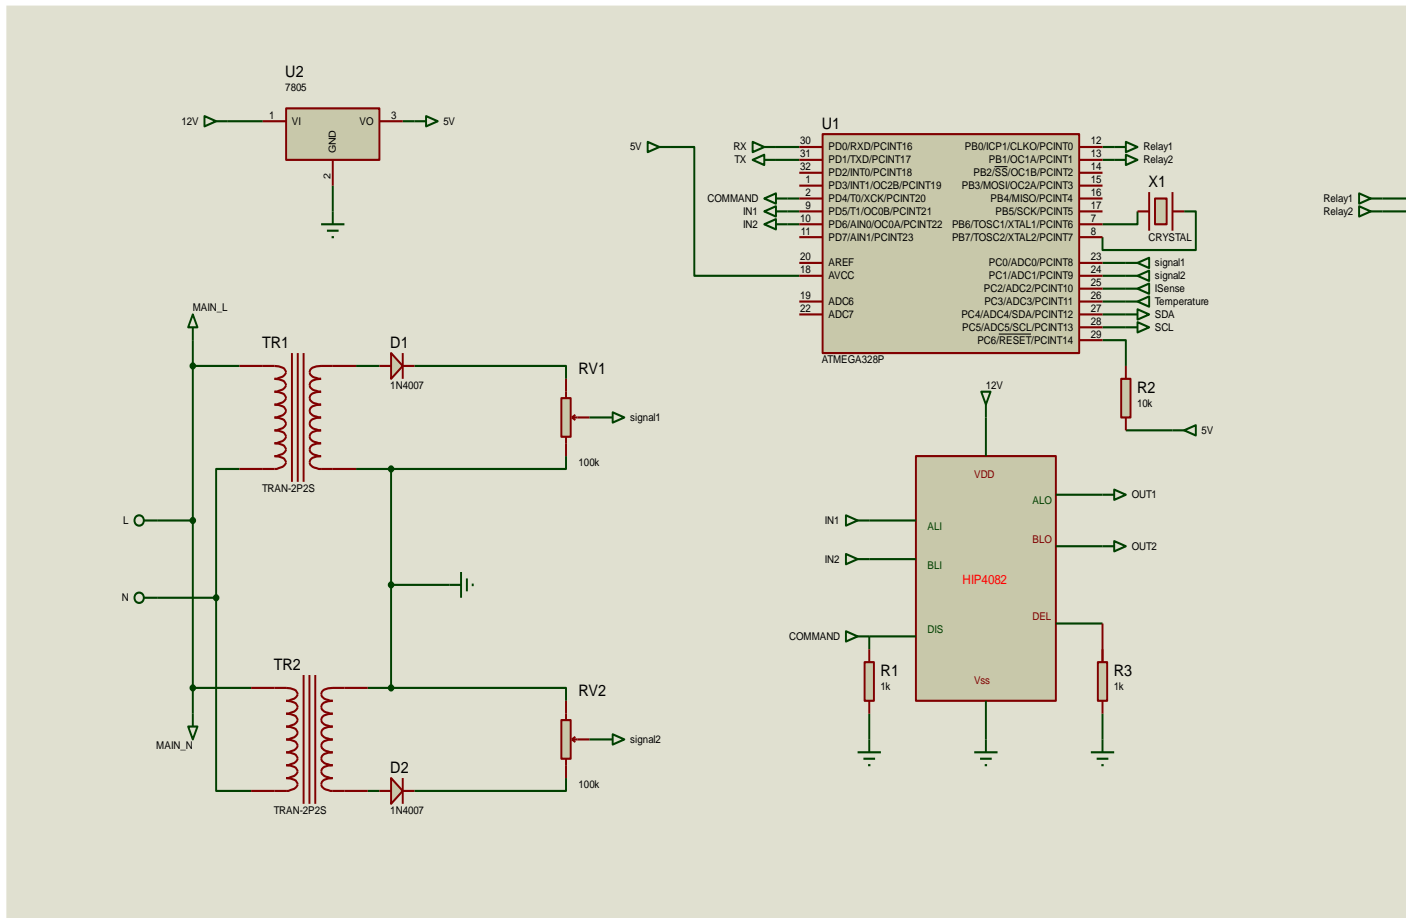 U2
7805
12V
1
VI
VO
3
5V
GND
2
5V
U1
RX
30
PD0/RXD/PCINT16
TX
31
PD1/TXD/PCINT17
32
PD2/INT0/PCINT18
1
PD3/INT1/OC2B/PCINT19
COMMAND
2
PD4/T0/XCK/PCINT20
IN1
9
PD5/T1/OC0B/PCINT21
IN2
10
PD6/AIN0/OC0A/PCINT22
11
PD7/AIN1/PCINT23
20
AREF
18
AVCC
19
ADC6
22
ADC7
PB0/ICP1/CLKO/PCINT0
12
Relay1
PB1/OC1A/PCINT1
13
Relay2
PB2/SS/OC1B/PCINT2
14
PB3/MOSI/OC2A/PCINT3
15
PB4/MISO/PCINT4
16
PB5/SCK/PCINT5
17
PB6/TOSC1/XTAL1/PCINT6
7
PB7/TOSC2/XTAL2/PCINT7
8
PC0/ADC0/PCINT8
23
signal1
PC1/ADC1/PCINT9
24
signal2
PC2/ADC2/PCINT10
25
ISense
PC3/ADC3/PCINT11
26
Temperature
PC4/ADC4/SDA/PCINT12
27
SDA
PC5/ADC5/SCL/PCINT13
28
SCL
PC6/RESET/PCINT14
29
ATMEGA328P
X1
CRYSTAL
Relay1
Relay2
R2
10k
5V
MAIN_L
TR1
TRAN-2P2S
D1
1N4007
RV1
signal1
100k
L
N
MAIN_N
TR2
TRAN-2P2S
D2
1N4007
RV2
signal2
100k
12V
VDD
ALO
OUT1
IN1
ALI
BLO
OUT2
IN2
BLI
HIP4082
DEL
COMMAND
DIS
R1
1k
Vss
R3
1k